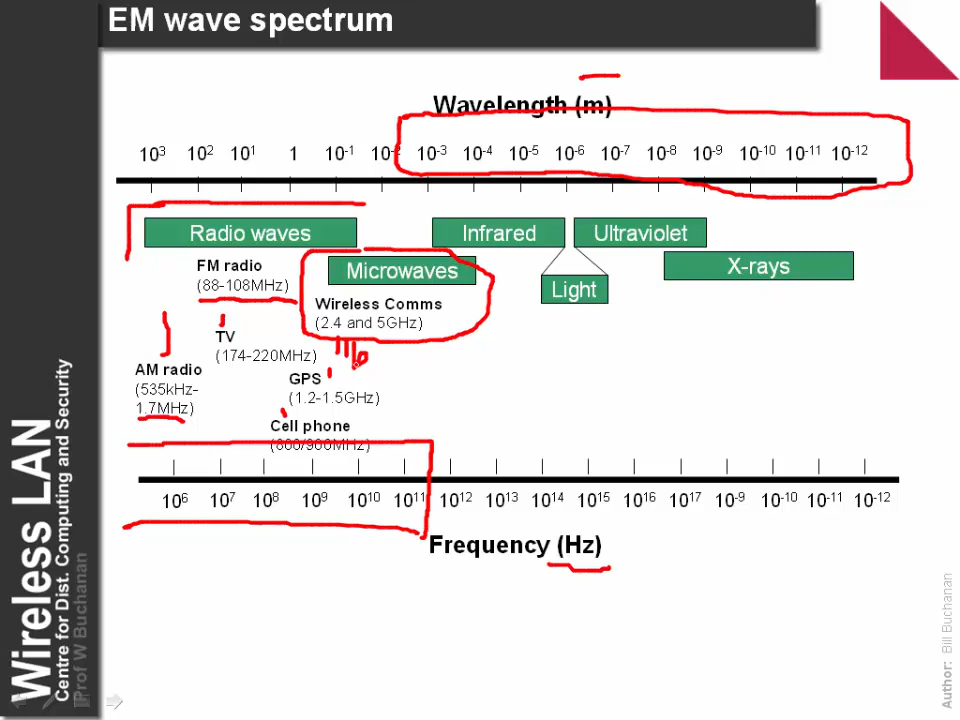 EM wave spectrum
Wavelength (m)
10³ 10² 10¹ 1 10⁻¹ 10⁻² 10⁻³ 10⁻⁴ 10⁻⁵ 10⁻⁶ 10⁻⁷ 10⁻⁸ 10⁻⁹ 10⁻¹⁰ 10⁻¹¹ 10⁻¹²
Radio waves Infrared Ultraviolet
Microwaves X-rays
Light
FM radio
(88-108MHz)
Wireless Comms
(2.4 and 5GHz)
TV
(174-220MHz)
AM radio
(535kHz-
1.7MHz)
GPS
(1.2-1.5GHz)
Cell phone
(800/900MHz)
10⁶ 10⁷ 10⁸ 10⁹ 10¹⁰ 10¹¹ 10¹² 10¹³ 10¹⁴ 10¹⁵ 10¹⁶ 10¹⁷ 10⁻⁹ 10⁻¹⁰ 10⁻¹¹ 10⁻¹²
Frequency (Hz)
Wireless LAN
Centre for Dist. Computing and Security
Prof W Buchanan
Author: Bill Buchanan